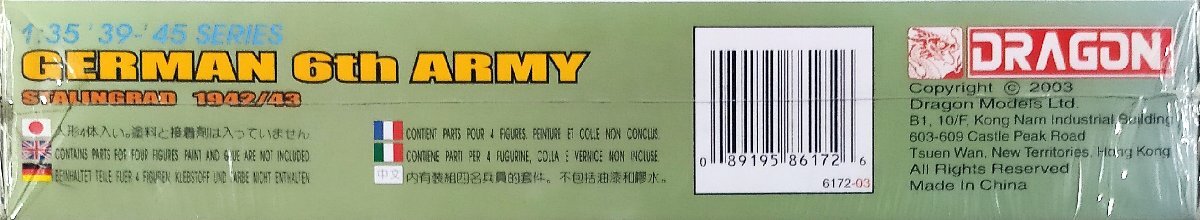 1:35 '39-'45 SERIES
GERMAN 6th ARMY
STALINGRAD 1942/43
人形4体入い。塗料と接着剤は入っていません
CONTAINS PARTS FOR FOUR FIGURES. PAINT AND GLUE ARE NOT INCLUDED.
BEINHALTET TEILE FUER 4 FIGUREN. KLEBSTOFF UND FARBE NICHT ENTHALTEN
CONTIENT PARTS POUR 4 FIGURES. PEINTURE ET COLLE NON CONCLUS.
CONTIENE PARTI PER 4 FUGURINE, COLLA E VERNICE NON INCLUSE.
中文 內有裝組四名兵員的套件。不包括油漆和膠水。
0 89195 86172 6
6172-03
DRAGON
Copyright © 2003
Dragon Models Ltd.
B1, 10/F, Kong Nam Industrial Building
603-609 Castle Peak Road
Tsuen Wan, New Territories, Hong Kong
All Rights Reserved
Made In China